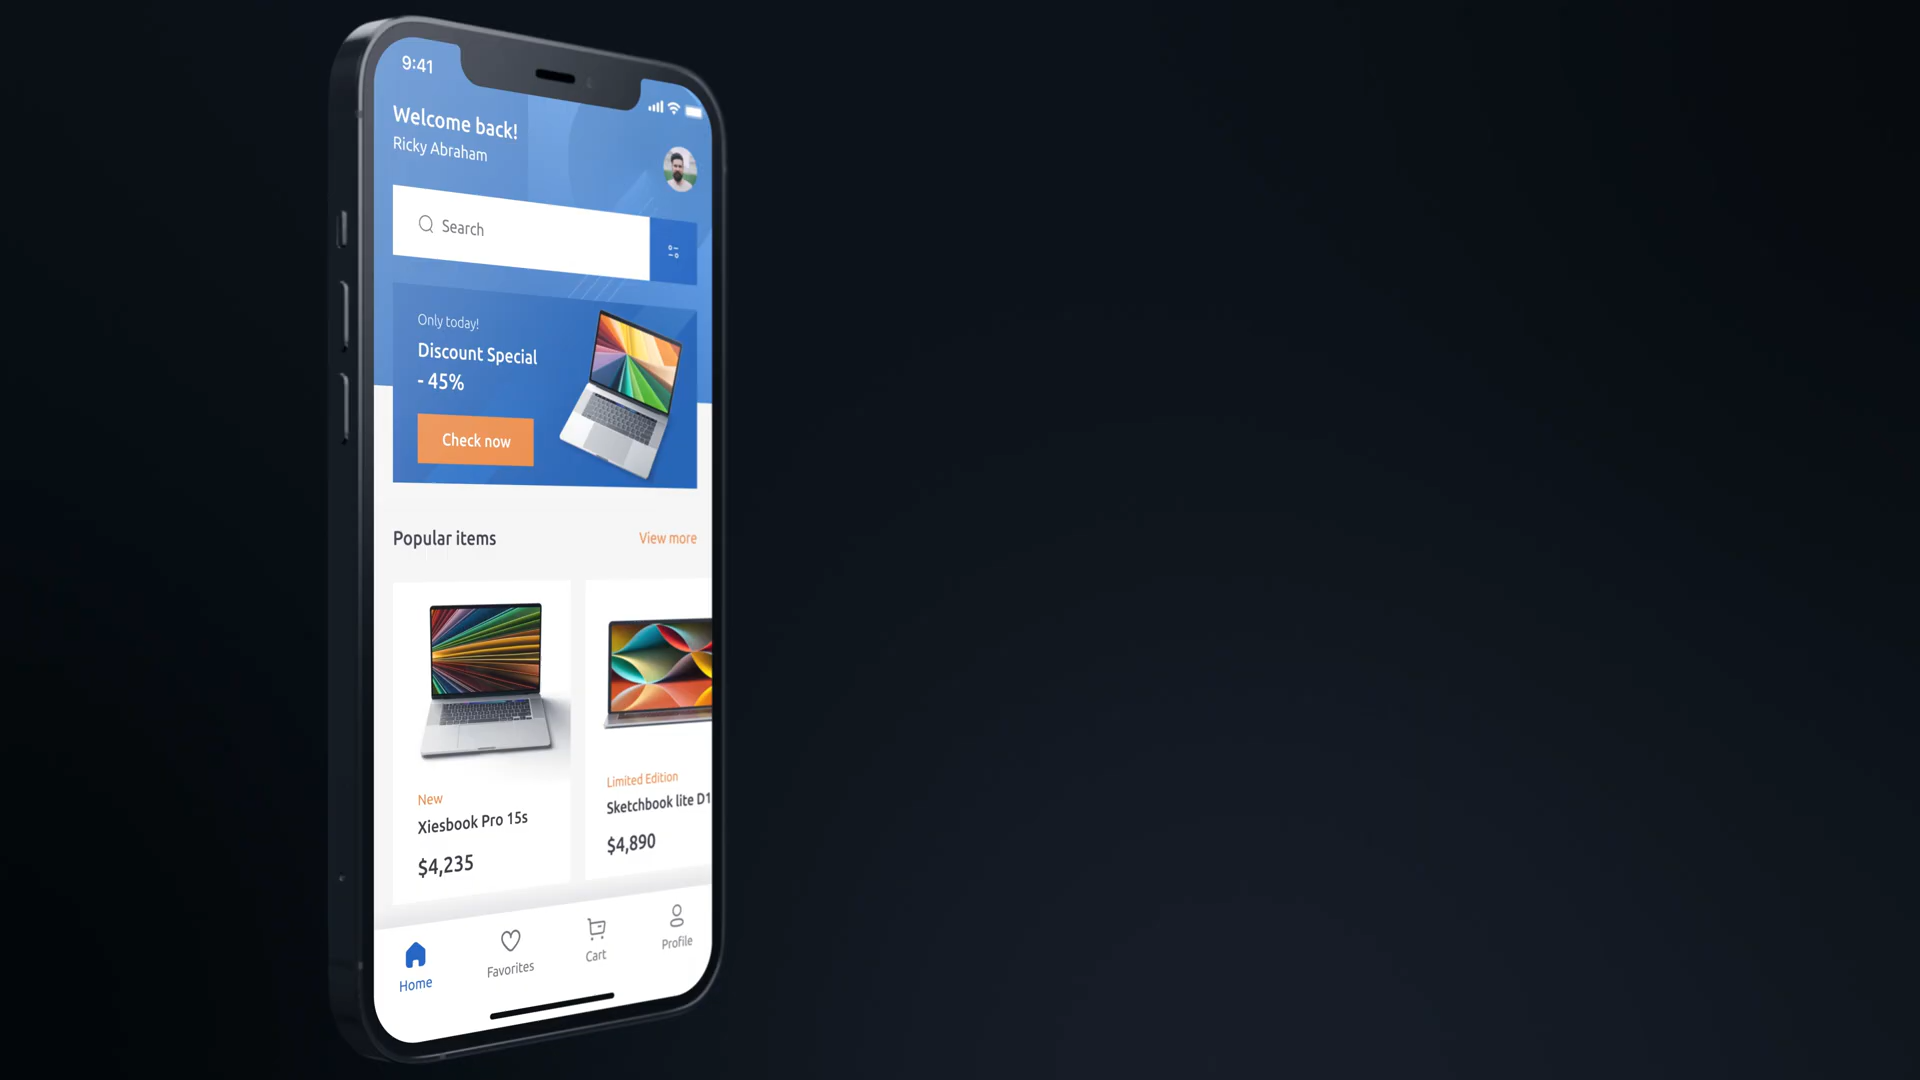 9:41
Welcome back!
Ricky Abraham
Search
Only today!
Discount Special
- 45%
Check now
Popular items
View more
New
Xiesbook Pro 15s
$4,235
Limited Edition
Sketchbook lite D1
$4,890
Home
Favorites
Cart
Profile